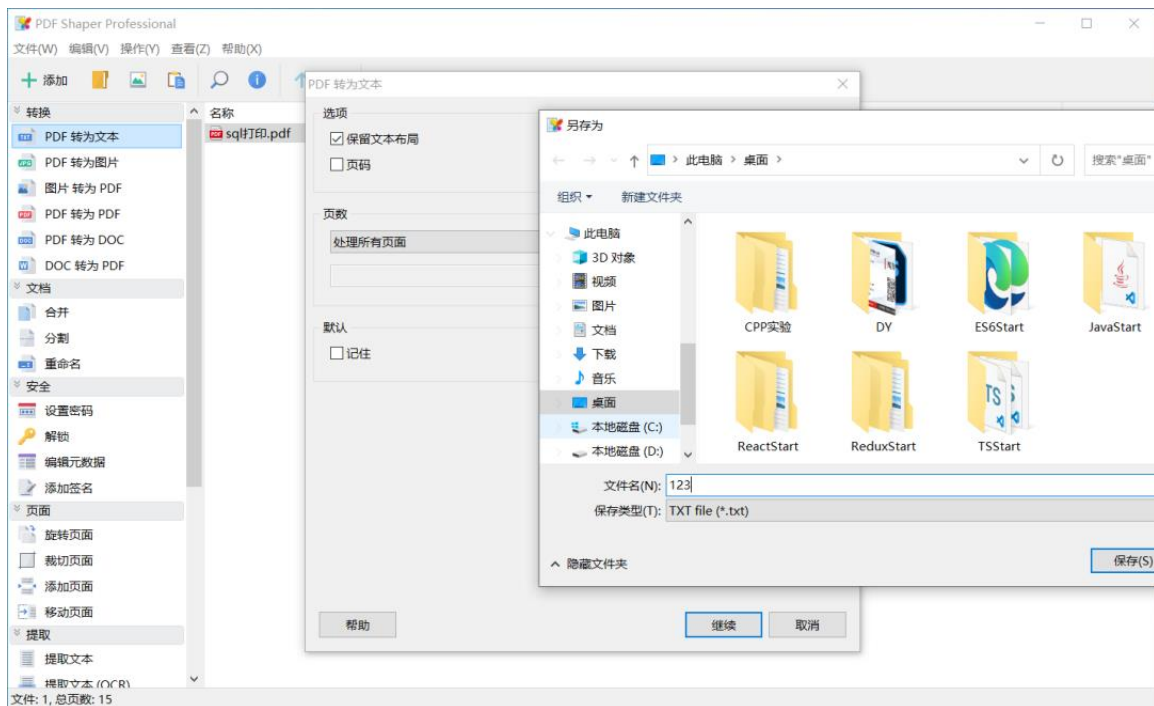 PDF Shaper Professional
文件(W) 编辑(V) 操作(Y) 查看(Z) 帮助(X)
添加
转换
PDF 转为文本
PDF 转为图片
图片 转为 PDF
PDF 转为 PDF
PDF 转为 DOC
DOC 转为 PDF
文档
合并
分割
重命名
安全
设置密码
解锁
编辑元数据
添加签名
页面
旋转页面
裁切页面
添加页面
移动页面
提取
提取文本
提取文本 (OCR)
文件: 1, 总页数: 15
名称
sql打印.pdf
PDF 转为文本
选项
保留文本布局
页码
页数
处理所有页面
默认
记住
帮助
继续
取消
另存为
此电脑 > 桌面 >
搜索"桌面"
组织
新建文件夹
此电脑
3D 对象
视频
图片
文档
下载
音乐
桌面
本地磁盘 (C:)
本地磁盘 (D:)
CPP实验
DY
ES6Start
JavaStart
ReactStart
ReduxStart
TSStart
文件名(N): 123
保存类型(T): TXT file (*.txt)
隐藏文件夹
保存(S)